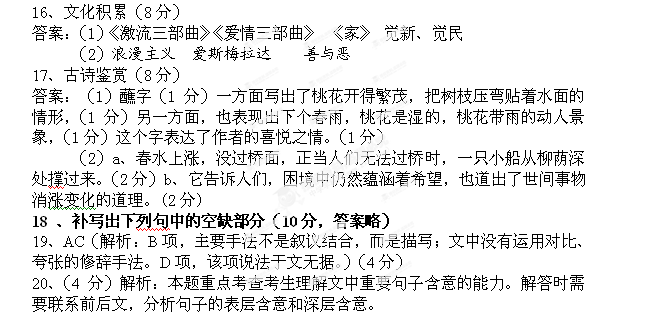 16、文化积累（8分）
答案：（1）《激流三部曲》《爱情三部曲》 《家》 觉新、觉民
（2）浪漫主义 爱斯梅拉达 善与恶
17、古诗鉴赏（8分）
答案：（1）蘸字（1 分）一方面写出了桃花开得繁茂，把树枝压弯贴着水面的
情形，（1 分）另一方面，也表现出下个春雨，桃花是湿的，桃花带雨的动人景
象，（1分）这个字表达了作者的喜悦之情。（1分）
（2）a、春水上涨，没过桥面，正当人们无法过桥时，一只小船从柳荫深
处撑过来。（2分）b、它告诉人们，困境中仍然蕴涵着希望，也道出了世间事物
消涨变化的道理。（2分）
18 、补写出下列句中的空缺部分（10分，答案略）
19、AC（解析：B 项，主要手法不是叙议结合，而是描写；文中没有运用对比、
夸张的修辞手法。D项，该项说法于文无据。）（4分）
20、（4 分）解析：本题重点考查考生理解文中重要句子含意的能力。解答时需
要联系前后文，分析句子的表层含意和深层含意。